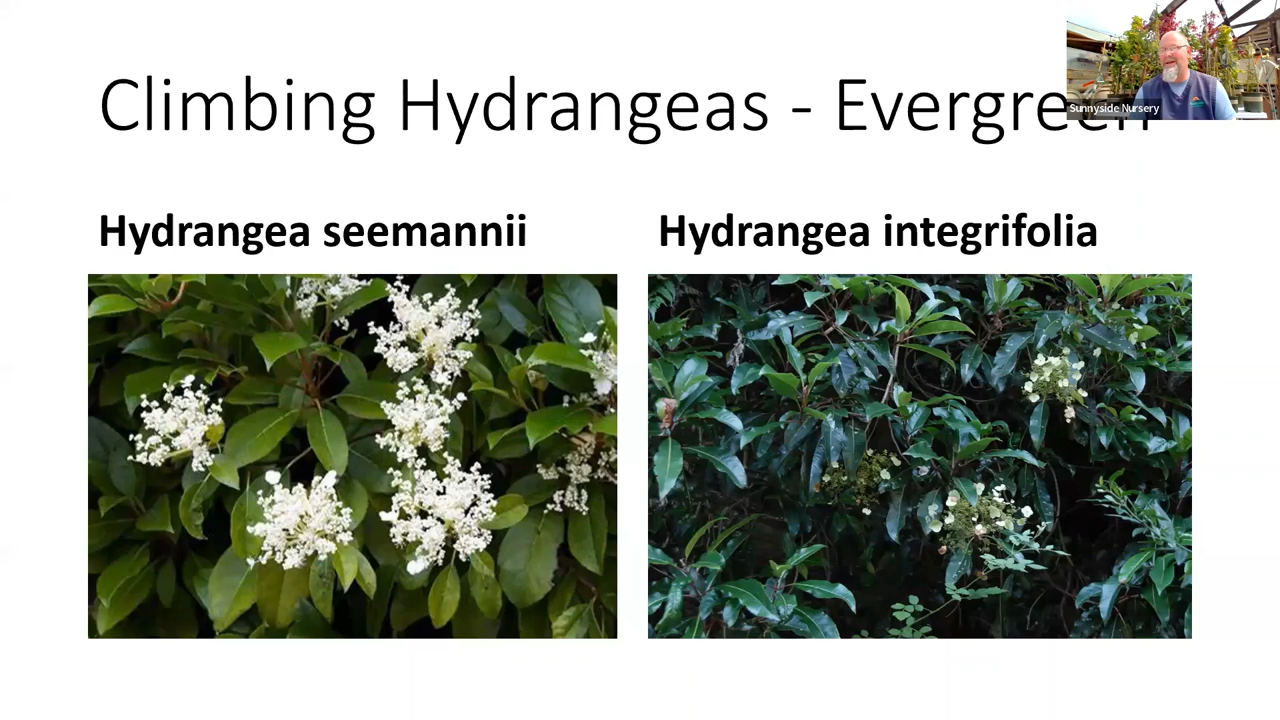 Climbing Hydrangeas - Evergreen
Sunnyside Nursery
Hydrangea seemannii
Hydrangea integrifolia